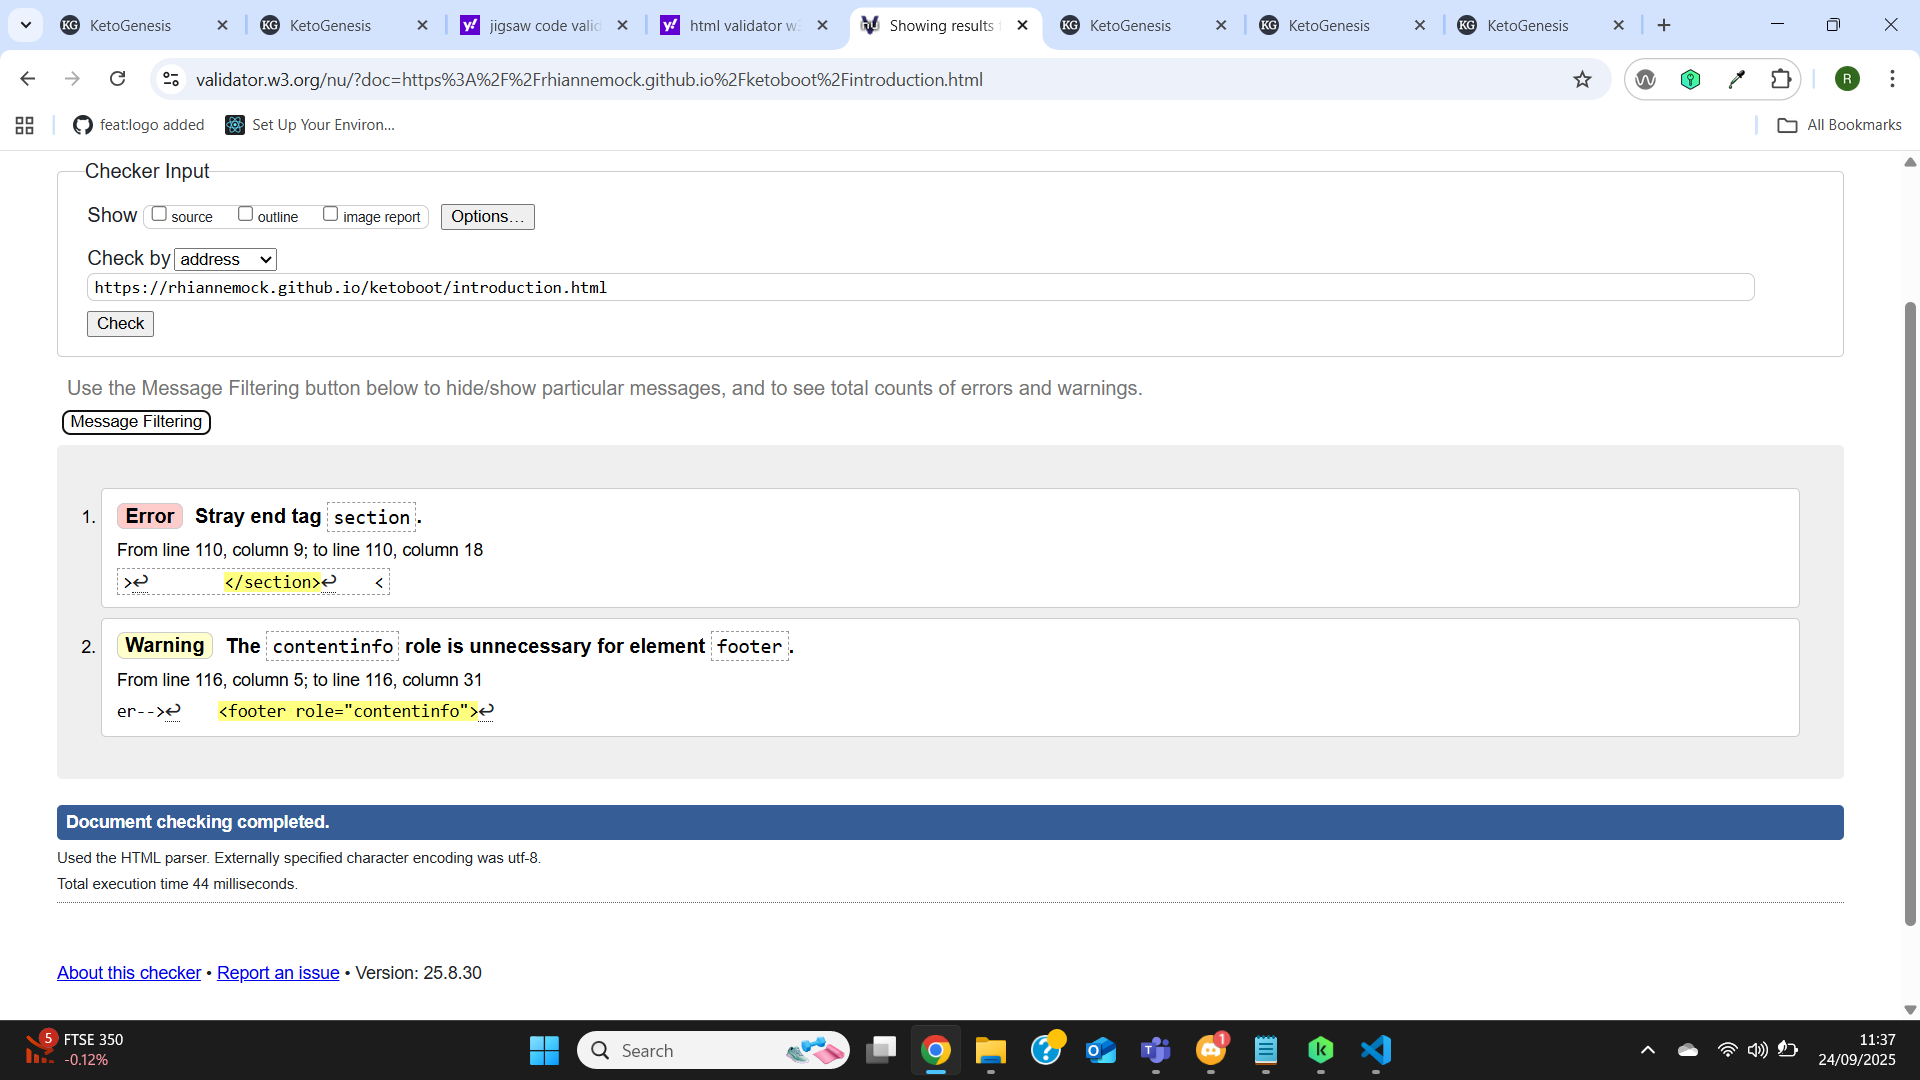 KG KetoGenesis
KG KetoGenesis
y! jigsaw code valid
y! html validator w
Showing results
KG KetoGenesis
KG KetoGenesis
KG KetoGenesis
validator.w3.org/nu/?doc=https%3A%2F%2Frhiannemock.github.io%2Fketoboot%2Fintroduction.html
R
feat:logo added
Set Up Your Environ...
All Bookmarks
Checker Input
Show source outline image report Options...
Check by address
https://rhiannemock.github.io/ketoboot/introduction.html
Check
Use the Message Filtering button below to hide/show particular messages, and to see total counts of errors and warnings.
Message Filtering
1. Error Stray end tag section.
From line 110, column 9; to line 110, column 18
>↩ </section>↩ <
2. Warning The contentinfo role is unnecessary for element footer.
From line 116, column 5; to line 116, column 31
er-->↩ <footer role="contentinfo">↩
Document checking completed.
Used the HTML parser. Externally specified character encoding was utf-8.
Total execution time 44 milliseconds.
About this checker • Report an issue • Version: 25.8.30
5
FTSE 350
-0.12%
Search
1
11:37
24/09/2025